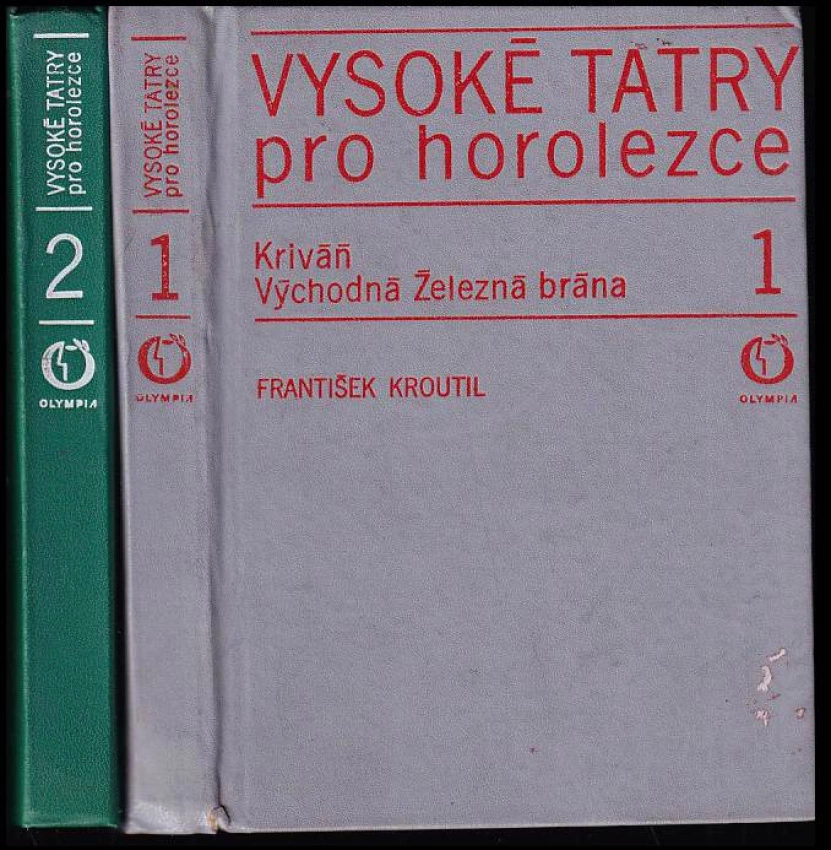 VYSOKÉ TATRY
pro horolezce
2
OLYMPIA
VYSOKÉ TATRY
pro horolezce
1
OLYMPIA
VYSOKÉ TATRY
pro horolezce
Kriváň
Východná Železná brána
1
FRANTIŠEK KROUTIL
OLYMPIA